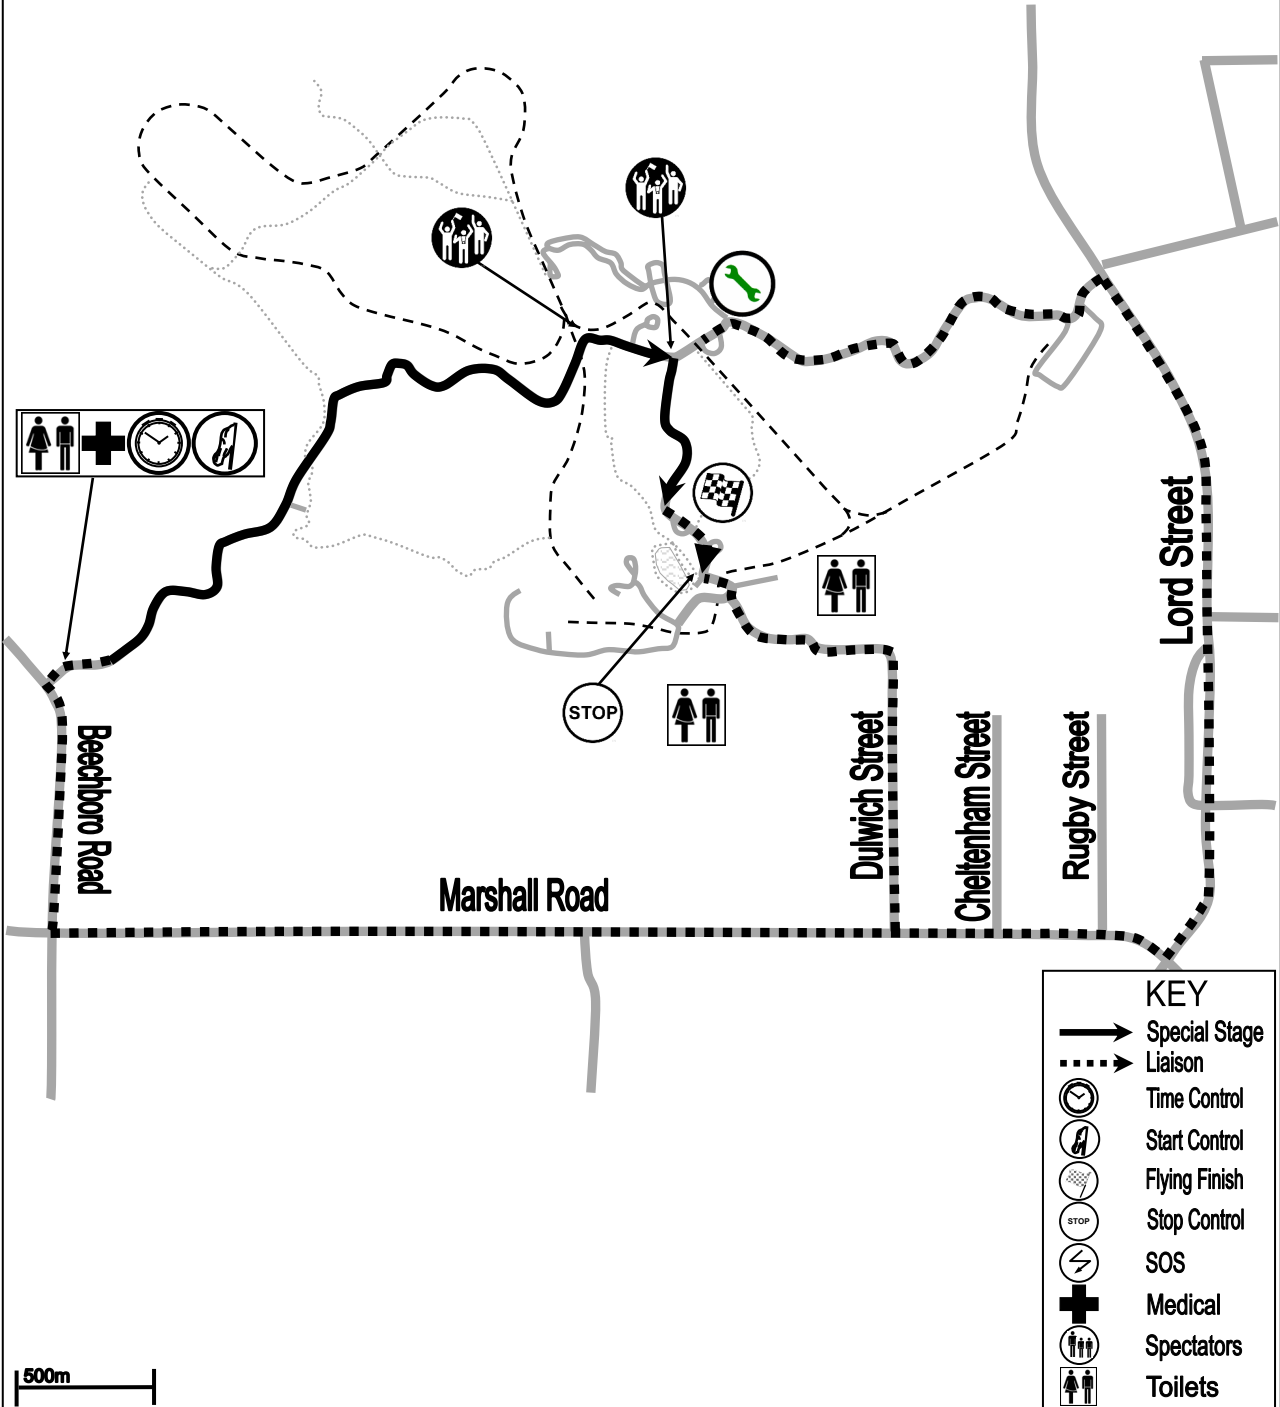 Lord Street
STOP
Beechboro Road
Dulwich Street
Cheltenham Street
Rugby Street
Marshall Road
KEY
Special Stage
Liaison
Time Control
Start Control
Flying Finish
STOP
Stop Control
SOS
Medical
Spectators
Toilets
500m